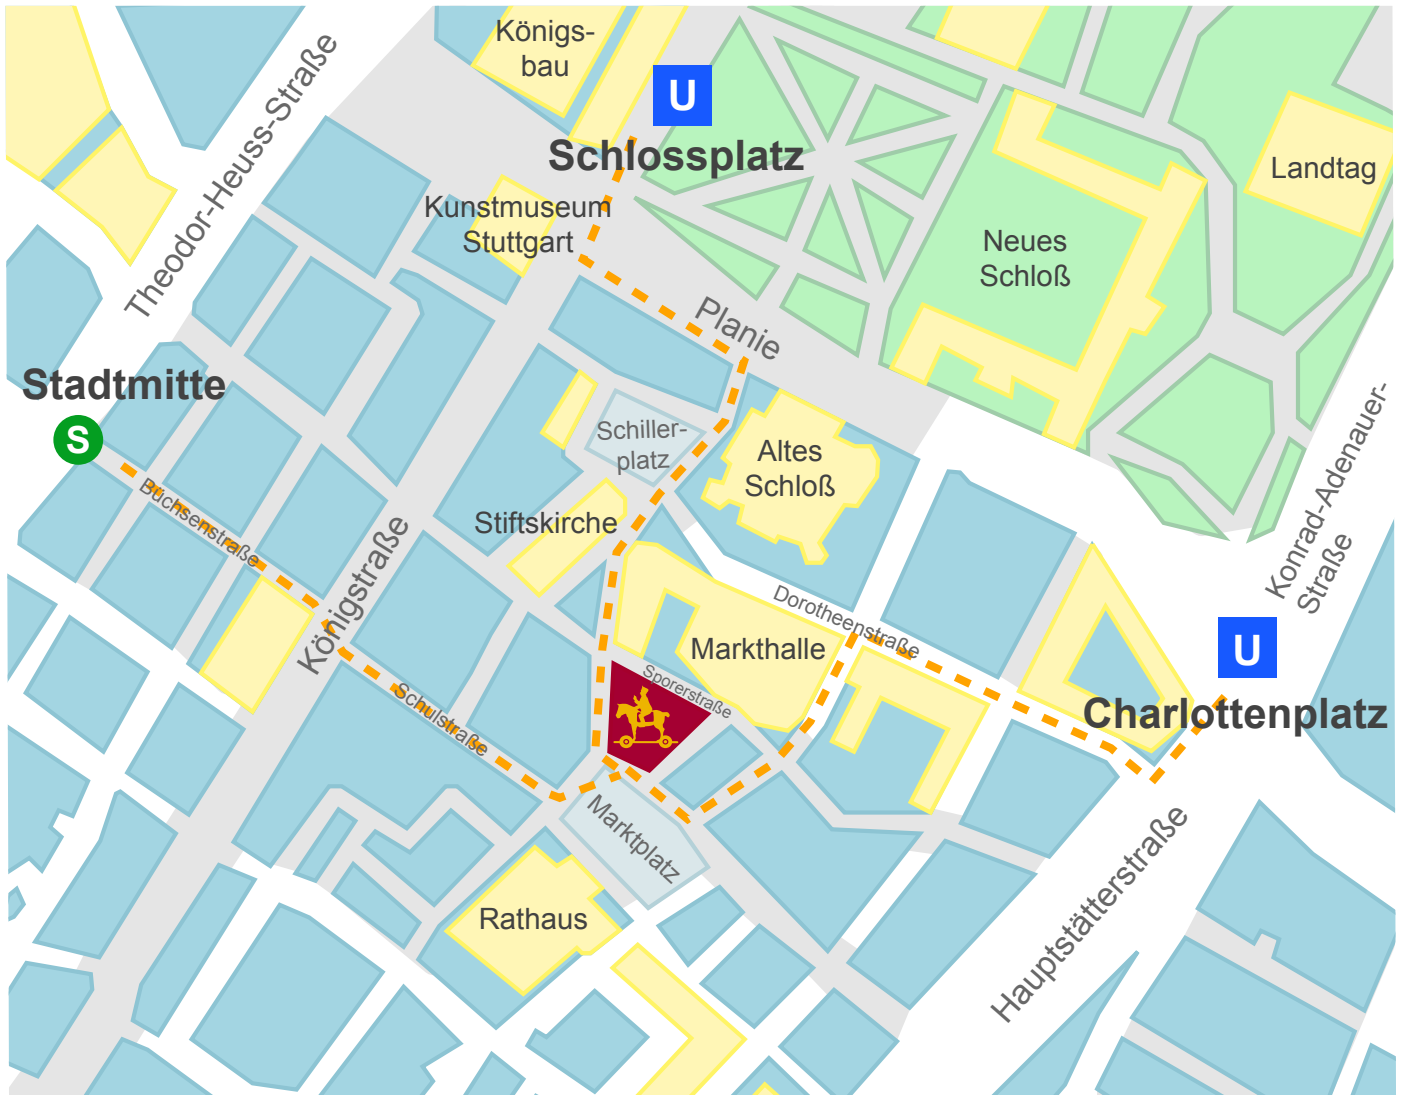 Königs-
bau
U
Schlossplatz
Theodor-Heuss-Straße
Landtag
Kunstmuseum
Stuttgart
Neues
Schloß
Planie
Stadtmitte
S
Schiller-
platz
Altes
Schloß
Konrad-Adenauer-
Straße
Büchsenstraße
Stiftskirche
Königstraße
Dorotheenstraße
U
Markthalle
Sporerstraße
Charlottenplatz
Schulstraße
Marktplatz
Hauptstätterstraße
Rathaus